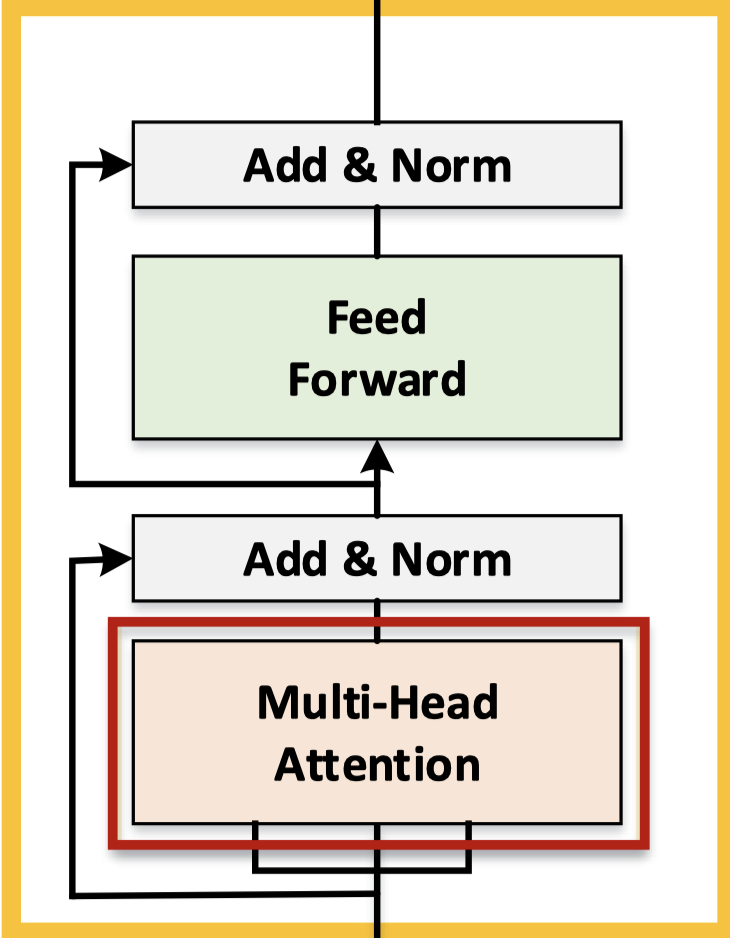 Add & Norm
Feed
Forward
Add & Norm
Multi-Head
Attention